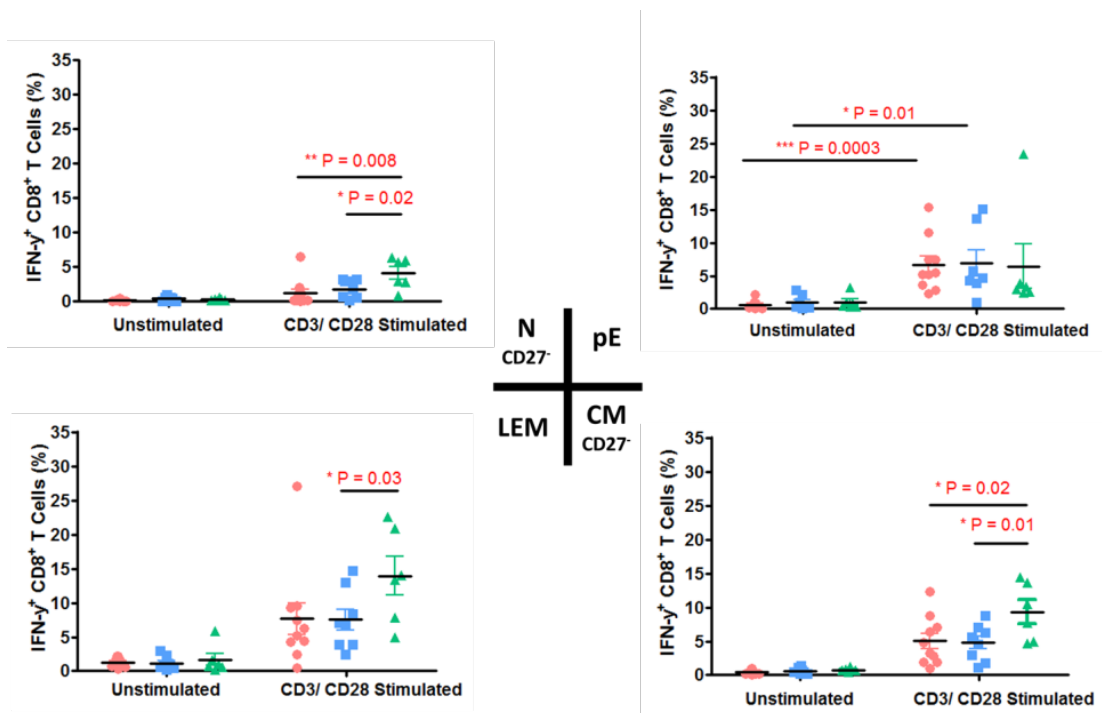 IFN-y⁺ CD8⁺ T Cells (%)
35
30
25
20
15
10
5
0
** P = 0.008
* P = 0.02
Unstimulated
CD3/ CD28 Stimulated
IFN-y⁺ CD8⁺ T Cells (%)
35
30
25
20
15
10
5
0
* P = 0.01
*** P = 0.0003
Unstimulated
CD3/ CD28 Stimulated
N
CD27⁻
pE
LEM
CM
CD27⁻
IFN-y⁺ CD8⁺ T Cells (%)
35
30
25
20
15
10
5
0
* P = 0.03
Unstimulated
CD3/ CD28 Stimulated
IFN-y⁺ CD8⁺ T Cells (%)
35
30
25
20
15
10
5
0
* P = 0.02
* P = 0.01
Unstimulated
CD3/ CD28 Stimulated